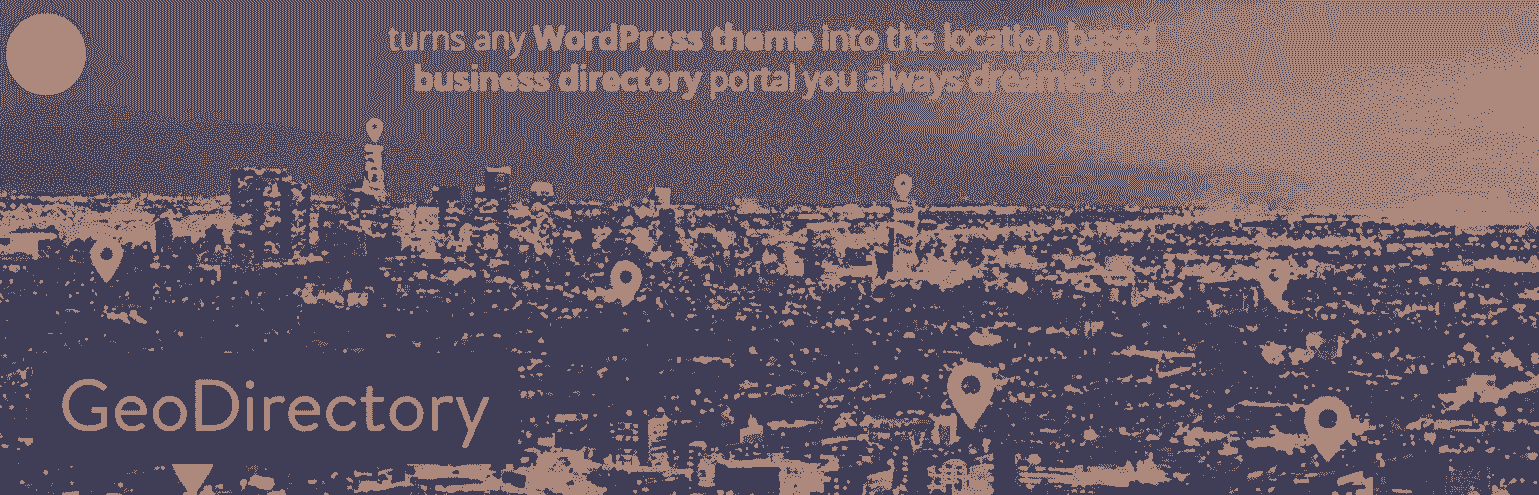 turns any WordPress theme into the location based
business directory portal you always dreamed of
GeoDirectory